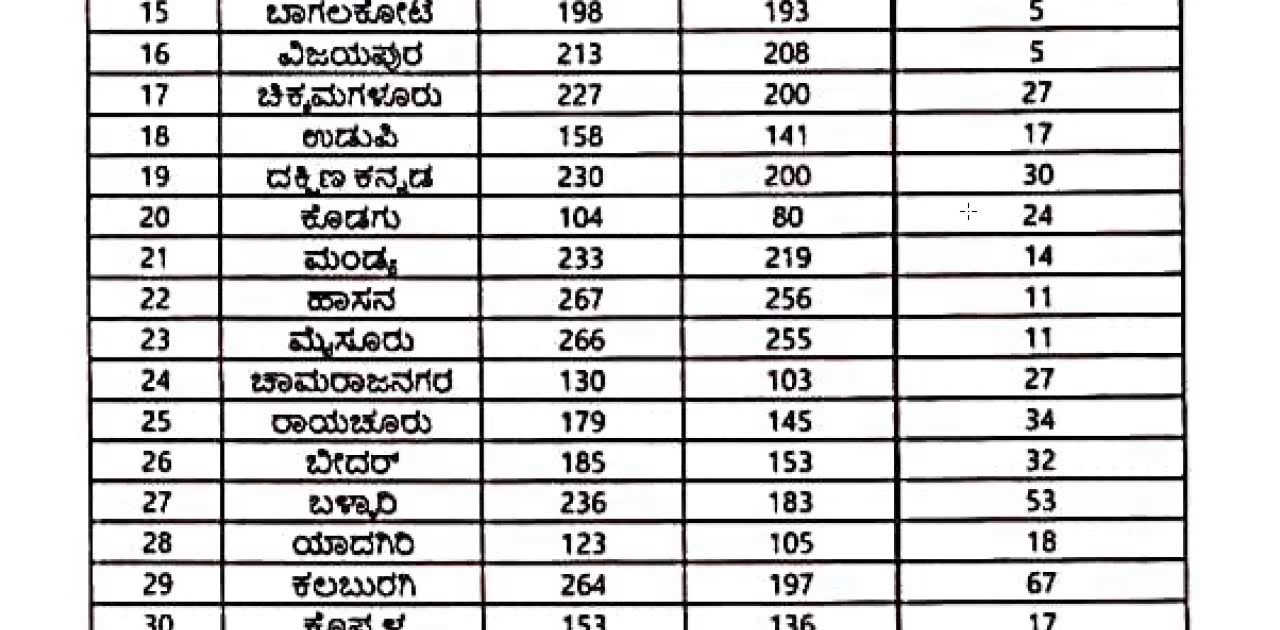 15 ಬಾಗಲಕೋಟೆ 198 193 5
16 ವಿಜಯಪುರ 213 208 5
17 ಚಿಕ್ಕಮಗಳೂರು 227 200 27
18 ಉಡುಪಿ 158 141 17
19 ದಕ್ಷಿಣ ಕನ್ನಡ 230 200 30
20 ಕೊಡಗು 104 80 24
21 ಮಂಡ್ಯ 233 219 14
22 ಹಾಸನ 267 256 11
23 ಮೈಸೂರು 266 255 11
24 ಚಾಮರಾಜನಗರ 130 103 27
25 ರಾಯಚೂರು 179 145 34
26 ಬೀದರ್ 185 153 32
27 ಬಳ್ಳಾರಿ 236 183 53
28 ಯಾದಗಿರಿ 123 105 18
29 ಕಲಬುರಗಿ 264 197 67
30 ಕೊಪ್ಪಳ 153 136 17